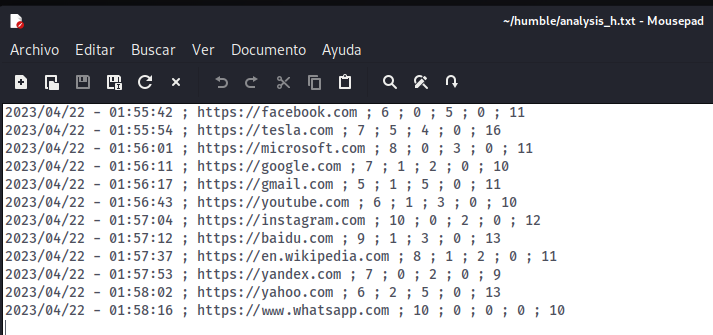 ~/humble/analysis_h.txt - Mousepad
Archivo Editar Buscar Ver Documento Ayuda
2023/04/22 - 01:55:42 ; https://facebook.com ; 6 ; 0 ; 5 ; 0 ; 11
2023/04/22 - 01:55:54 ; https://tesla.com ; 7 ; 5 ; 4 ; 0 ; 16
2023/04/22 - 01:56:01 ; https://microsoft.com ; 8 ; 0 ; 3 ; 0 ; 11
2023/04/22 - 01:56:11 ; https://google.com ; 7 ; 1 ; 2 ; 0 ; 10
2023/04/22 - 01:56:17 ; https://gmail.com ; 5 ; 1 ; 5 ; 0 ; 11
2023/04/22 - 01:56:43 ; https://youtube.com ; 6 ; 1 ; 3 ; 0 ; 10
2023/04/22 - 01:57:04 ; https://instagram.com ; 10 ; 0 ; 2 ; 0 ; 12
2023/04/22 - 01:57:12 ; https://baidu.com ; 9 ; 1 ; 3 ; 0 ; 13
2023/04/22 - 01:57:37 ; https://en.wikipedia.com ; 8 ; 1 ; 2 ; 0 ; 11
2023/04/22 - 01:57:53 ; https://yandex.com ; 7 ; 0 ; 2 ; 0 ; 9
2023/04/22 - 01:58:02 ; https://yahoo.com ; 6 ; 2 ; 5 ; 0 ; 13
2023/04/22 - 01:58:16 ; https://www.whatsapp.com ; 10 ; 0 ; 0 ; 0 ; 10